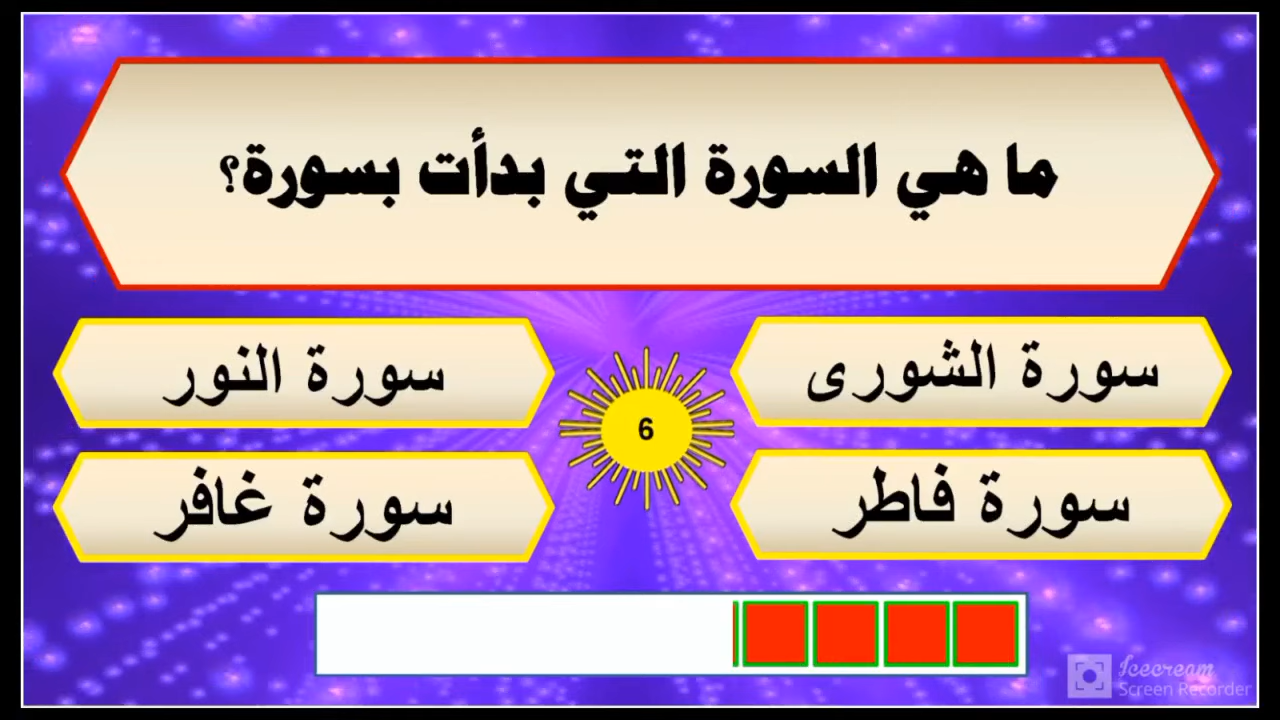 ما هي السورة التي بدأت بسورة؟
سورة الشورى
سورة النور
6
سورة فاطر
سورة غافر
Icecream
Screen Recorder